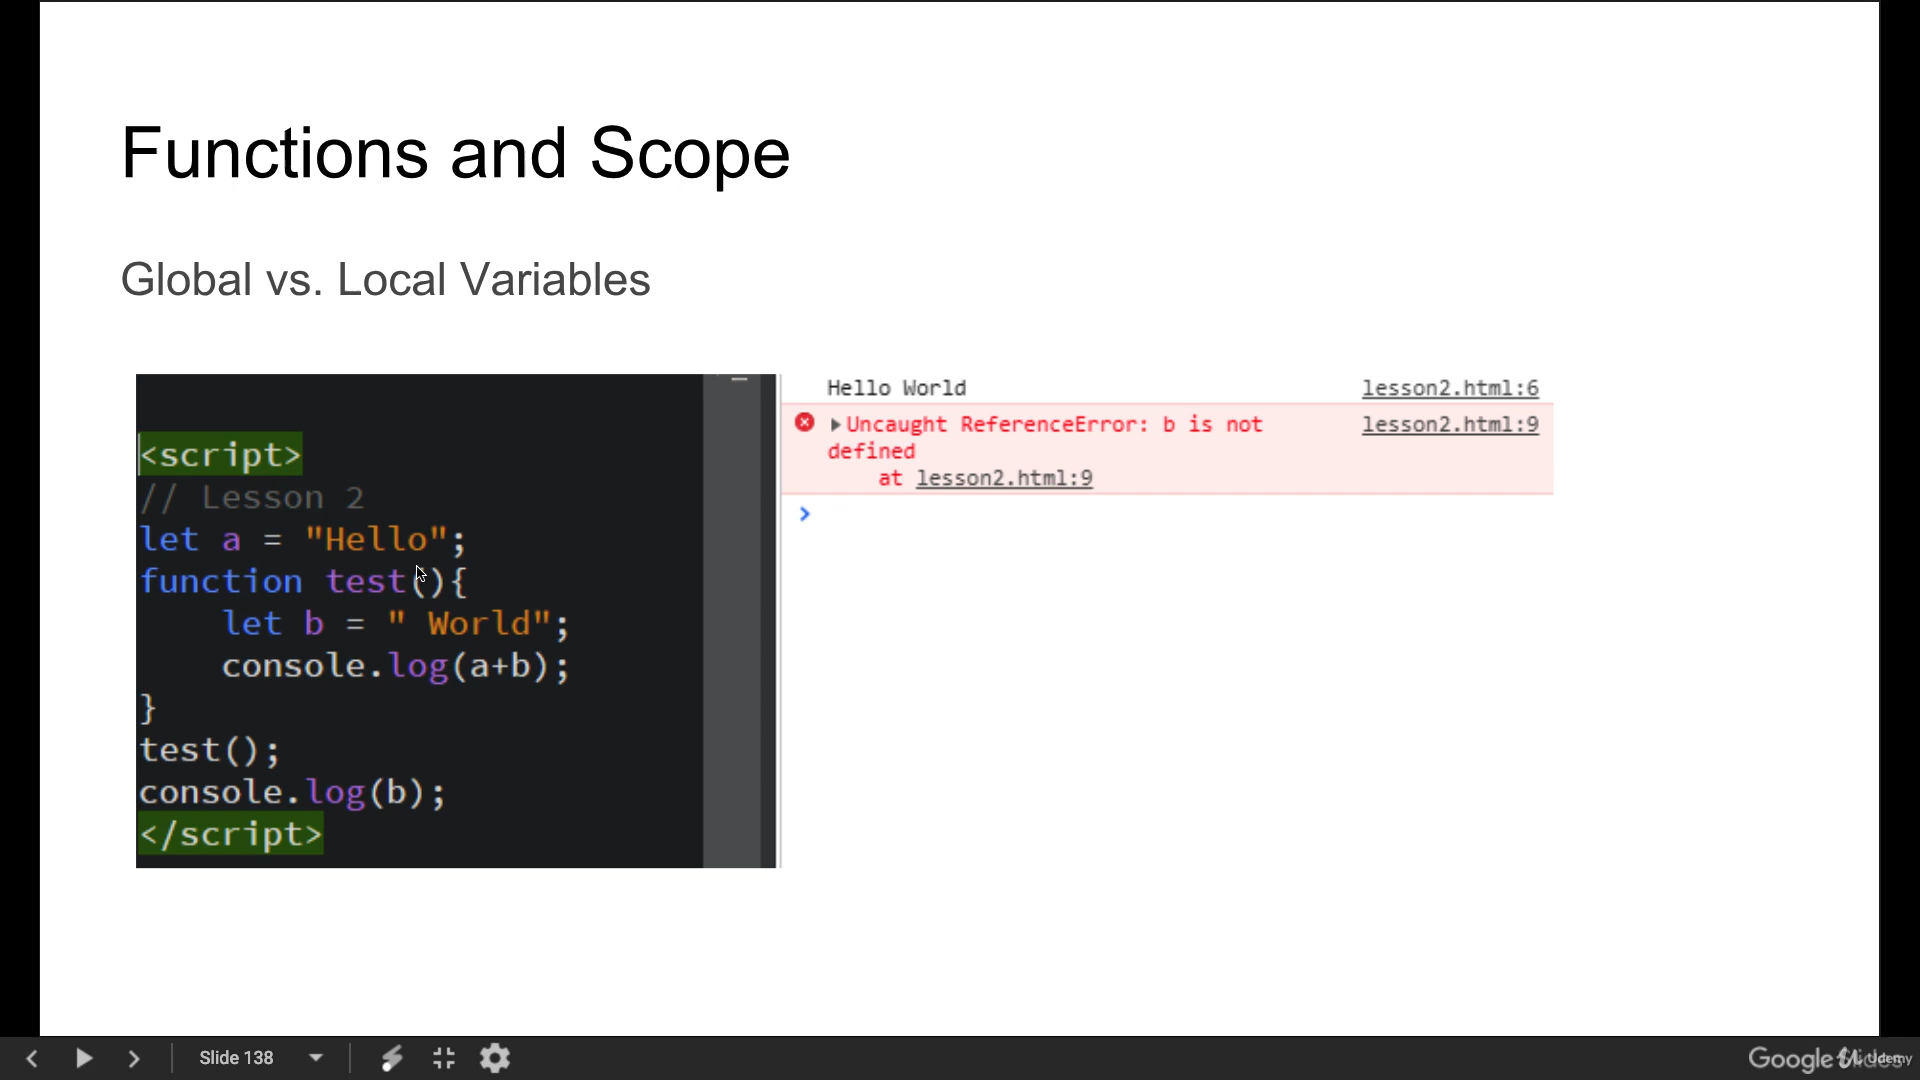 Functions and Scope
Global vs. Local Variables
<script>
// Lesson 2
let a = "Hello";
function test(){
    let b = " World";
    console.log(a+b);
}
test();
console.log(b);
</script>
Hello World lesson2.html:6
Uncaught ReferenceError: b is not lesson2.html:9
defined
at lesson2.html:9
Slide 138
Google Slides
Udemy